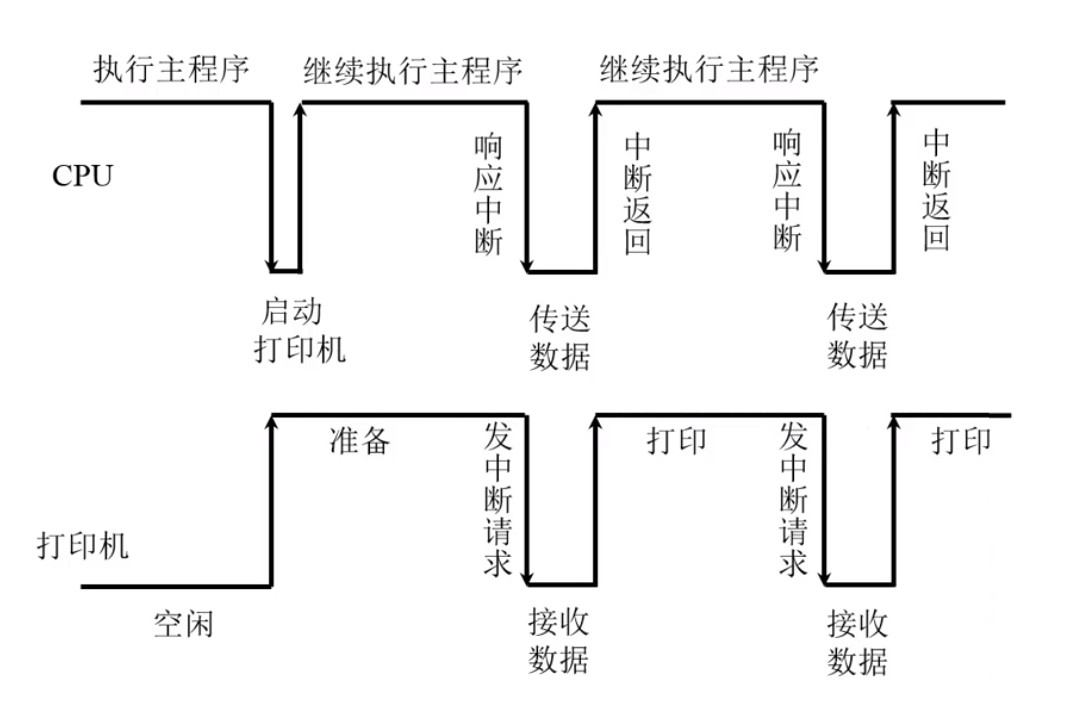 执行主程序
继续执行主程序
继续执行主程序
CPU
响应中断
中断返回
响应中断
中断返回
启动
打印机
传送
数据
传送
数据
准备
发中断请求
打印
发中断请求
打印
打印机
空闲
接收
数据
接收
数据